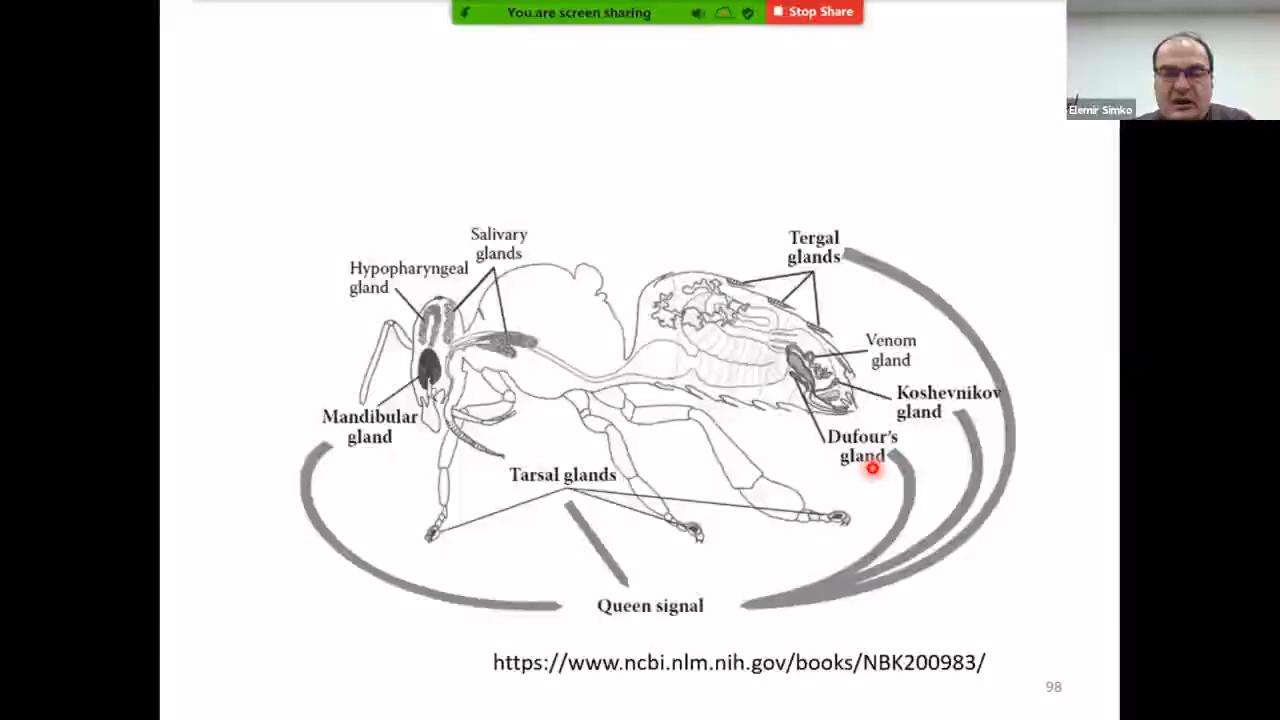 You are screen sharing
Stop Share
Elemir Simko
Salivary
glands
Hypopharyngeal
gland
Tergal
glands
Venom
gland
Koshevnikov
gland
Mandibular
gland
Dufour's
gland
Tarsal glands
Queen signal
https://www.ncbi.nlm.nih.gov/books/NBK200983/
98